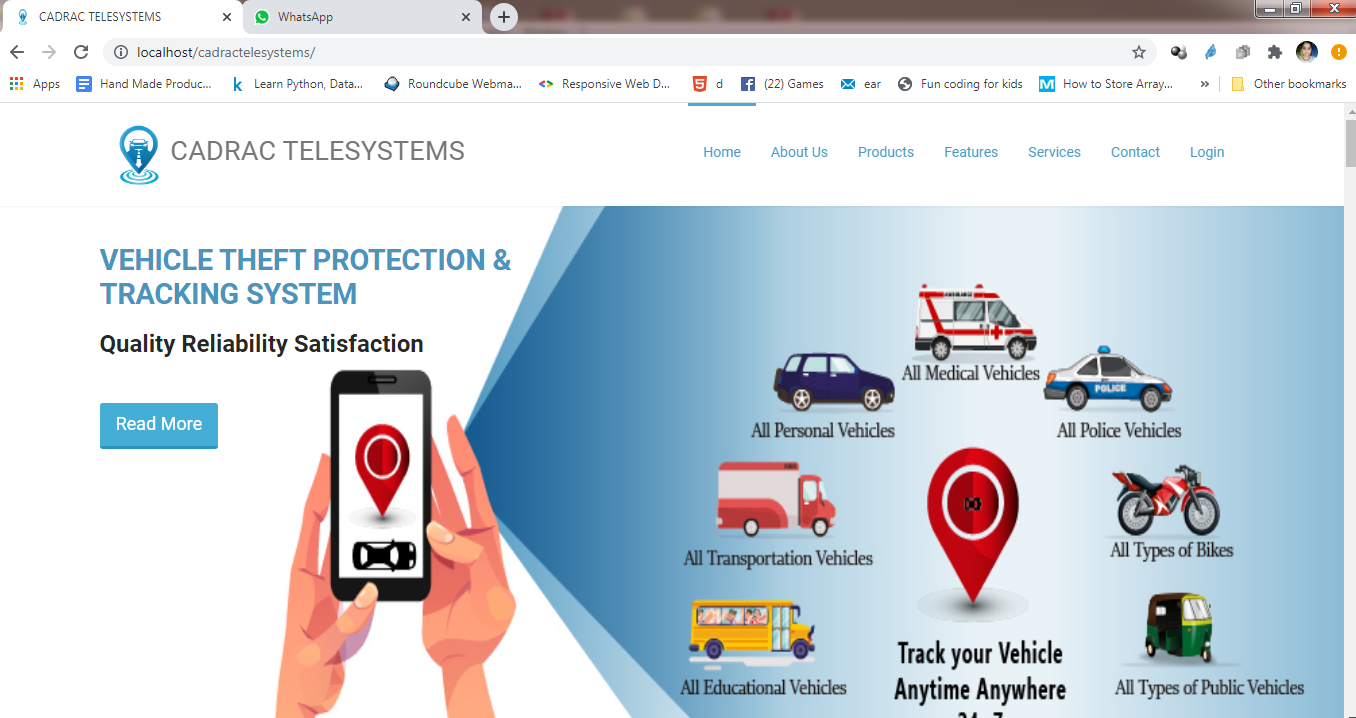 CADRAC TELESYSTEMS
WhatsApp
localhost/cadractelesystems/
Apps
Hand Made Produc...
Learn Python, Data...
Roundcube Webma...
Responsive Web D...
d
(22) Games
ear
Fun coding for kids
How to Store Array...
»
Other bookmarks
CADRAC TELESYSTEMS
Home
About Us
Products
Features
Services
Contact
Login
VEHICLE THEFT PROTECTION &
TRACKING SYSTEM
Quality Reliability Satisfaction
Read More
All Medical Vehicles
All Personal Vehicles
POLICE
All Police Vehicles
All Transportation Vehicles
All Types of Bikes
All Educational Vehicles
Track your Vehicle
Anytime Anywhere
All Types of Public Vehicles